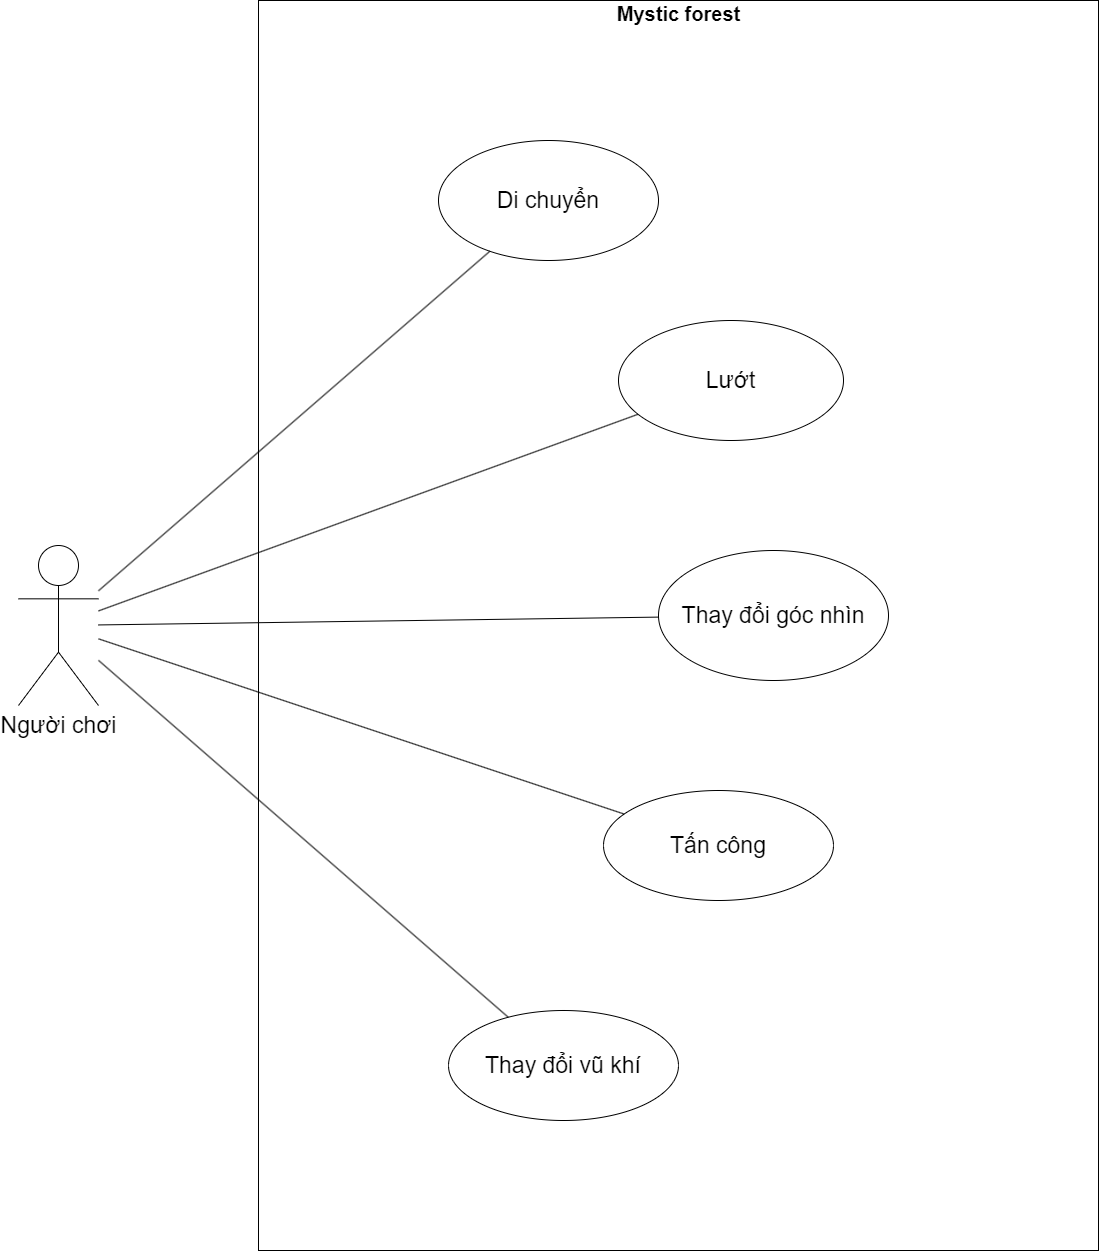 Mystic forest
Di chuyển
Lướt
Thay đổi góc nhìn
Người chơi
Tấn công
Thay đổi vũ khí